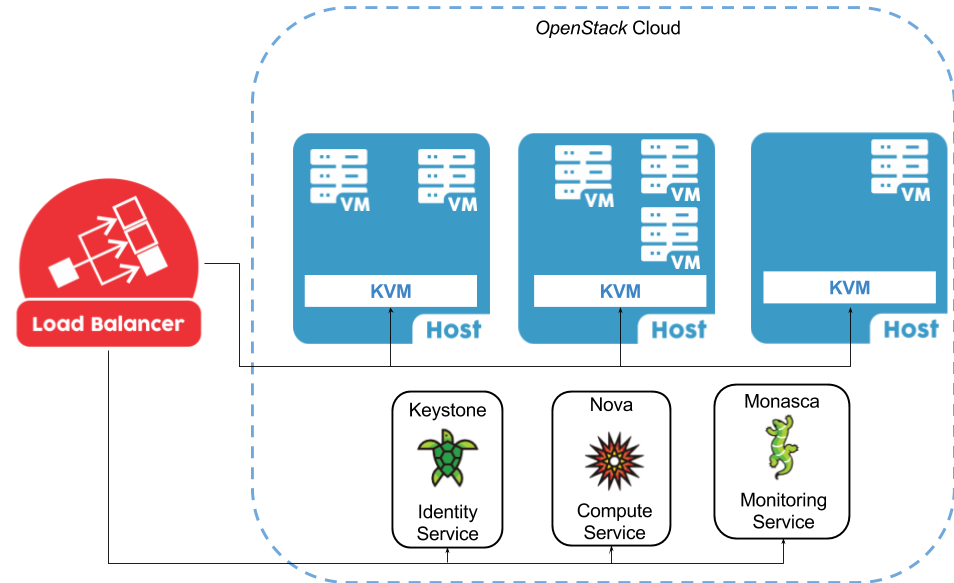 OpenStack Cloud
VM
VM
VM
VM
VM
VM
KVM
KVM
KVM
Host
Host
Host
Load Balancer
Keystone
Identity
Service
Nova
Compute
Service
Monasca
Monitoring
Service